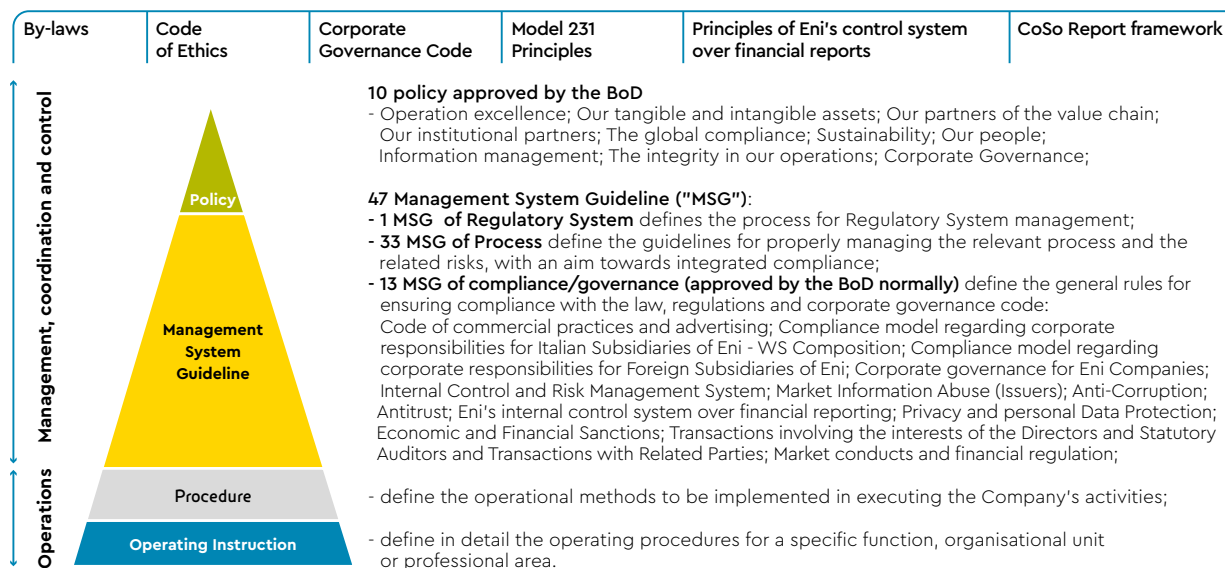 By-laws
Code
of Ethics
Corporate
Governance Code
Model 231
Principles
Principles of Eni's control system
over financial reports
CoSo Report framework
Management, coordination and control
Operations
Policy
Management
System
Guideline
Procedure
Operating Instruction
10 policy approved by the BoD
- Operation excellence; Our tangible and intangible assets; Our partners of the value chain;
Our institutional partners; The global compliance; Sustainability; Our people;
Information management; The integrity in our operations; Corporate Governance;
47 Management System Guideline ("MSG"):
- 1 MSG of Regulatory System defines the process for Regulatory System management;
- 33 MSG of Process define the guidelines for properly managing the relevant process and the
related risks, with an aim towards integrated compliance;
- 13 MSG of compliance/governance (approved by the BoD normally) define the general rules for
ensuring compliance with the law, regulations and corporate governance code:
Code of commercial practices and advertising; Compliance model regarding corporate
responsibilities for Italian Subsidiaries of Eni - WS Composition; Compliance model regarding
corporate responsibilities for Foreign Subsidiaries of Eni; Corporate governance for Eni Companies;
Internal Control and Risk Management System; Market Information Abuse (Issuers); Anti-Corruption;
Antitrust; Eni's internal control system over financial reporting; Privacy and personal Data Protection;
Economic and Financial Sanctions; Transactions involving the interests of the Directors and Statutory
Auditors and Transactions with Related Parties; Market conducts and financial regulation;
- define the operational methods to be implemented in executing the Company's activities;
- define in detail the operating procedures for a specific function, organisational unit
or professional area.